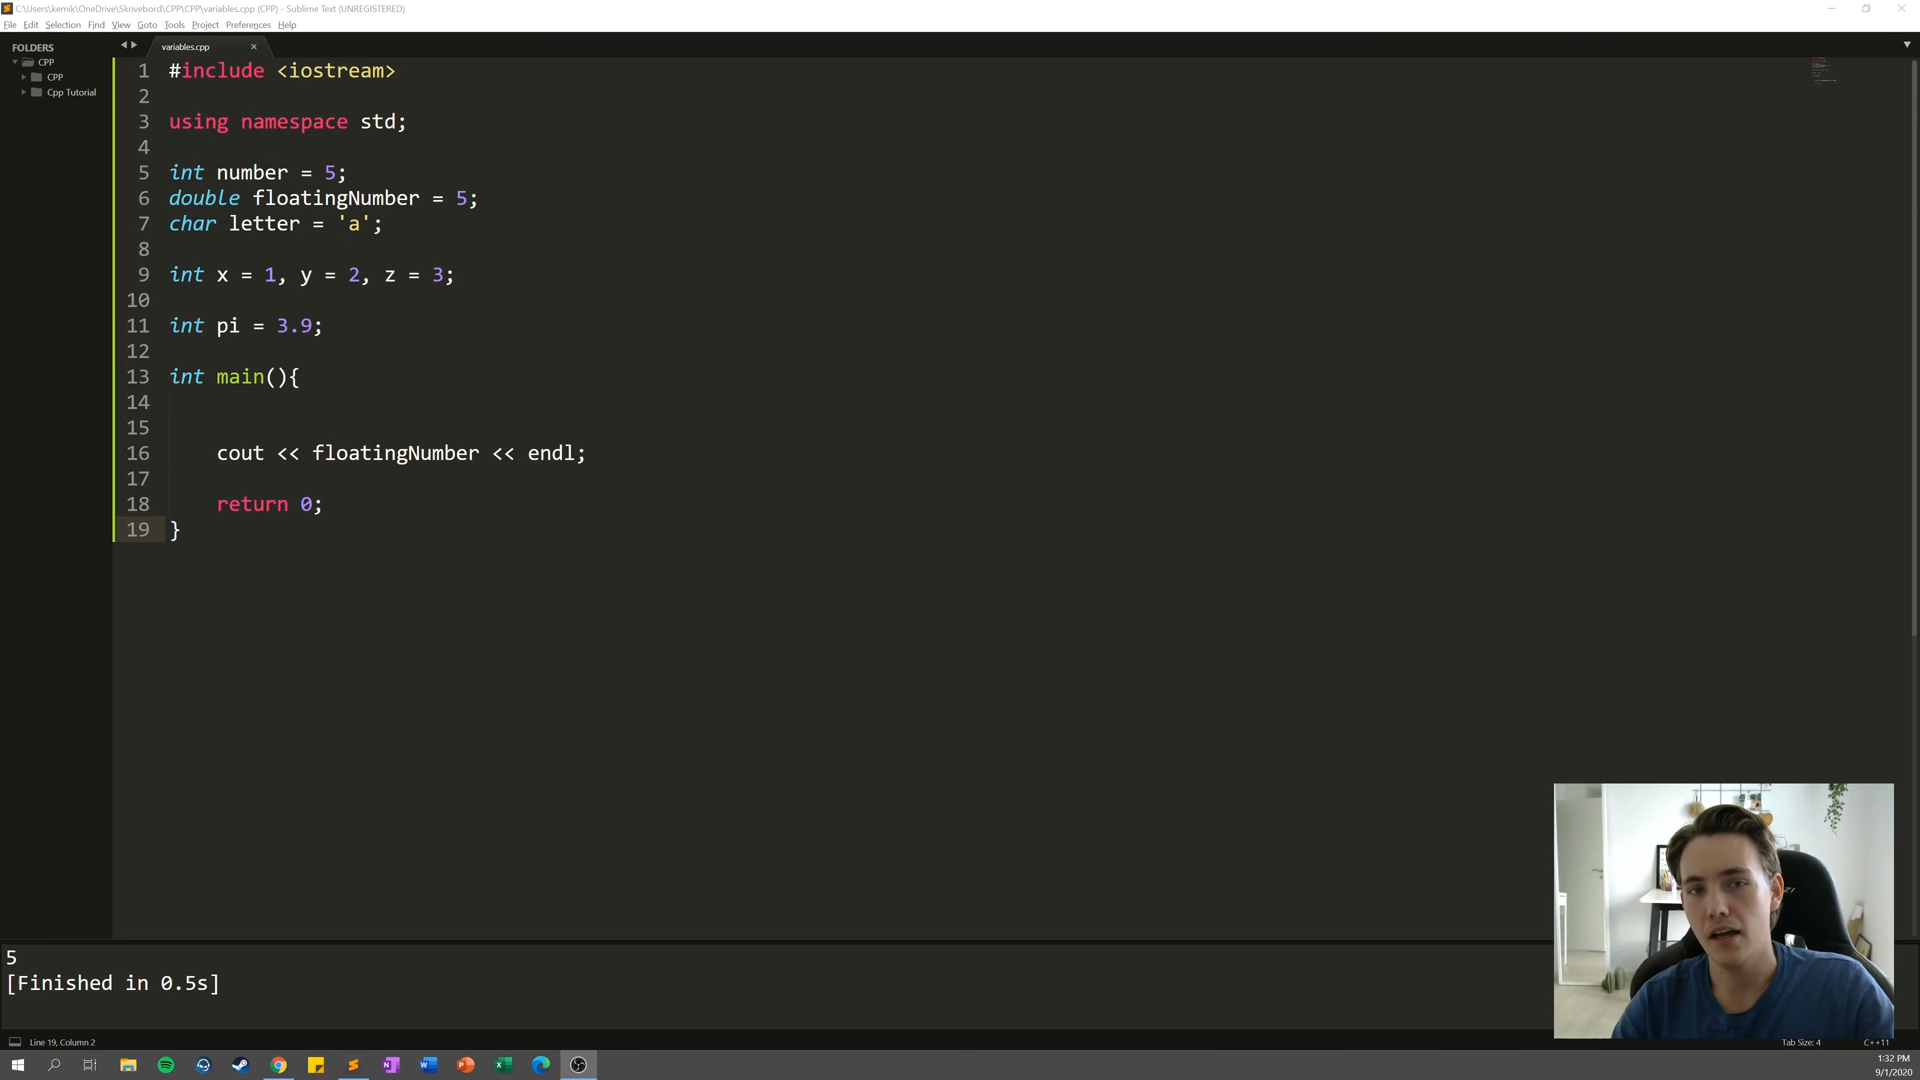 C:\Users\kemik\OneDrive\Skrivebord\CPP\CPP\variables.cpp (CPP) - Sublime Text (UNREGISTERED)
File Edit Selection Find View Goto Tools Project Preferences Help
FOLDERS
CPP
CPP
Cpp Tutorial
variables.cpp
1 #include <iostream>
2
3 using namespace std;
4
5 int number = 5;
6 double floatingNumber = 5;
7 char letter = 'a';
8
9 int x = 1, y = 2, z = 3;
10
11 int pi = 3.9;
12
13 int main(){
14
15
16 cout << floatingNumber << endl;
17
18 return 0;
19 }
5
[Finished in 0.5s]
Line 19, Column 2
Tab Size: 4 C++11
1:32 PM
9/1/2020